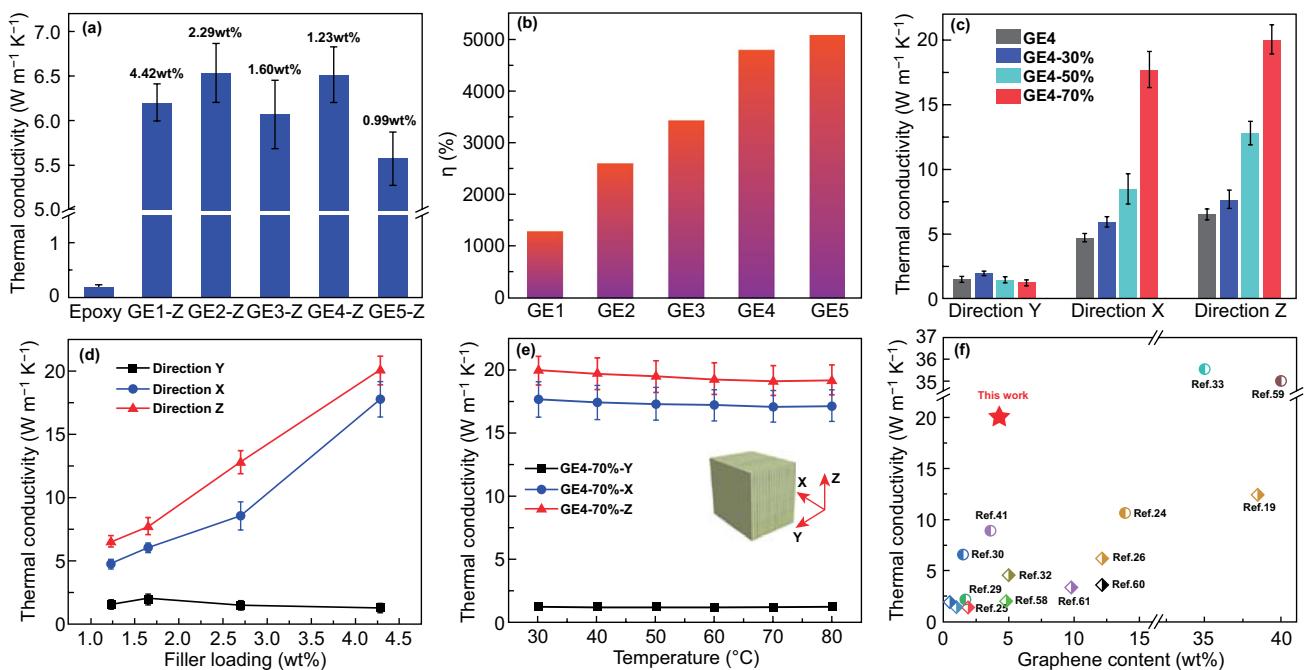 (a)
Thermal conductivity (W m⁻¹ K⁻¹)
7.0
6.5
6.0
5.5
5.0
1
0
4.42wt%
2.29wt%
1.60wt%
1.23wt%
0.99wt%
Epoxy GE1-Z GE2-Z GE3-Z GE4-Z GE5-Z
(b)
η (%)
5000
4000
3000
2000
1000
0
GE1 GE2 GE3 GE4 GE5
(c)
Thermal conductivity (W m⁻¹ K⁻¹)
20
15
10
5
0
GE4
GE4-30%
GE4-50%
GE4-70%
Direction Y Direction X Direction Z
(d)
Thermal conductivity (W m⁻¹ K⁻¹)
20
15
10
5
0
Direction Y
Direction X
Direction Z
1.0 1.5 2.0 2.5 3.0 3.5 4.0 4.5
Filler loading (wt%)
(e)
Thermal conductivity (W m⁻¹ K⁻¹)
20
15
10
5
0
GE4-70%-Y
GE4-70%-X
GE4-70%-Z
X
Z
Y
30 40 50 60 70 80
Temperature (°C)
(f)
Thermal conductivity (W m⁻¹ K⁻¹)
37
36
35
20
15
10
5
0
Ref.33
Ref.59
This work
Ref.19
Ref.24
Ref.41
Ref.30
Ref.26
Ref.32
Ref.60
Ref.61
Ref.29
Ref.58
Ref.25
0 5 10 15 35 40
Graphene content (wt%)